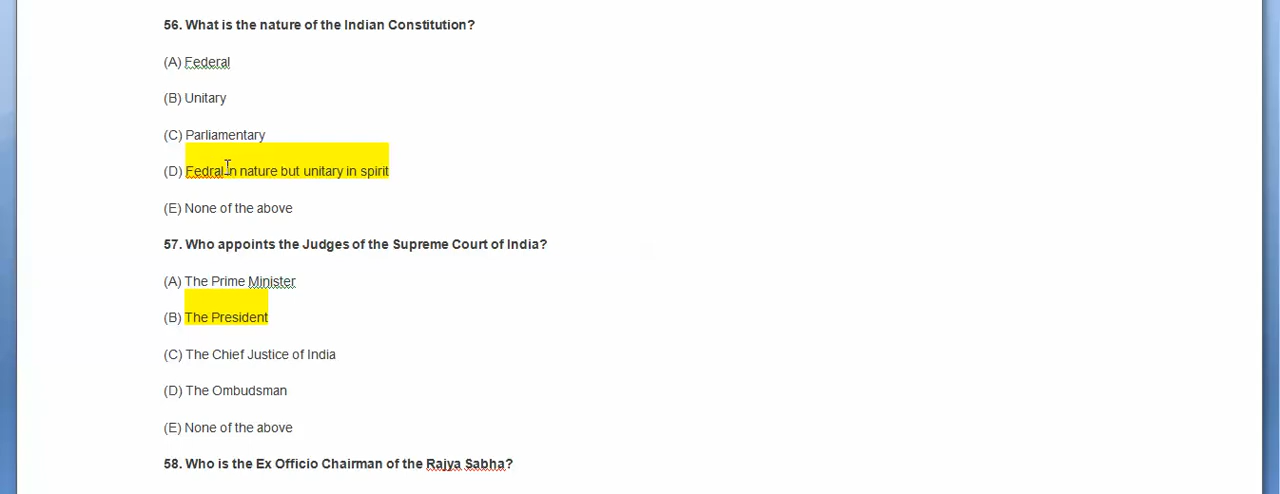 56. What is the nature of the Indian Constitution?
(A) Federal
(B) Unitary
(C) Parliamentary
(D) Fedral in nature but unitary in spirit
(E) None of the above
57. Who appoints the Judges of the Supreme Court of India?
(A) The Prime Minister
(B) The President
(C) The Chief Justice of India
(D) The Ombudsman
(E) None of the above
58. Who is the Ex Officio Chairman of the Rajya Sabha?